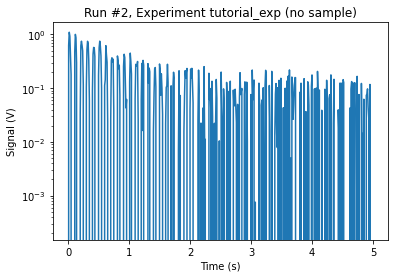 Run #2, Experiment tutorial_exp (no sample)
Signal (V)
10⁰
10⁻¹
10⁻²
10⁻³
0 1 2 3 4 5
Time (s)